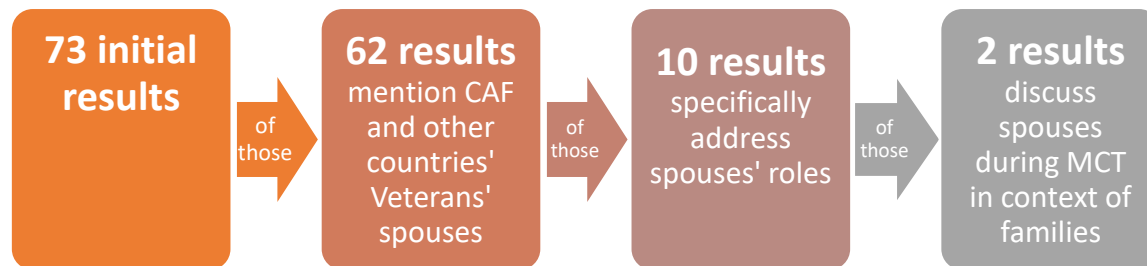 73 initial
results
of
those
62 results
mention CAF
and other
countries'
Veterans'
spouses
of
those
10 results
specifically
address
spouses' roles
of
those
2 results
discuss
spouses
during MCT
in context of
families